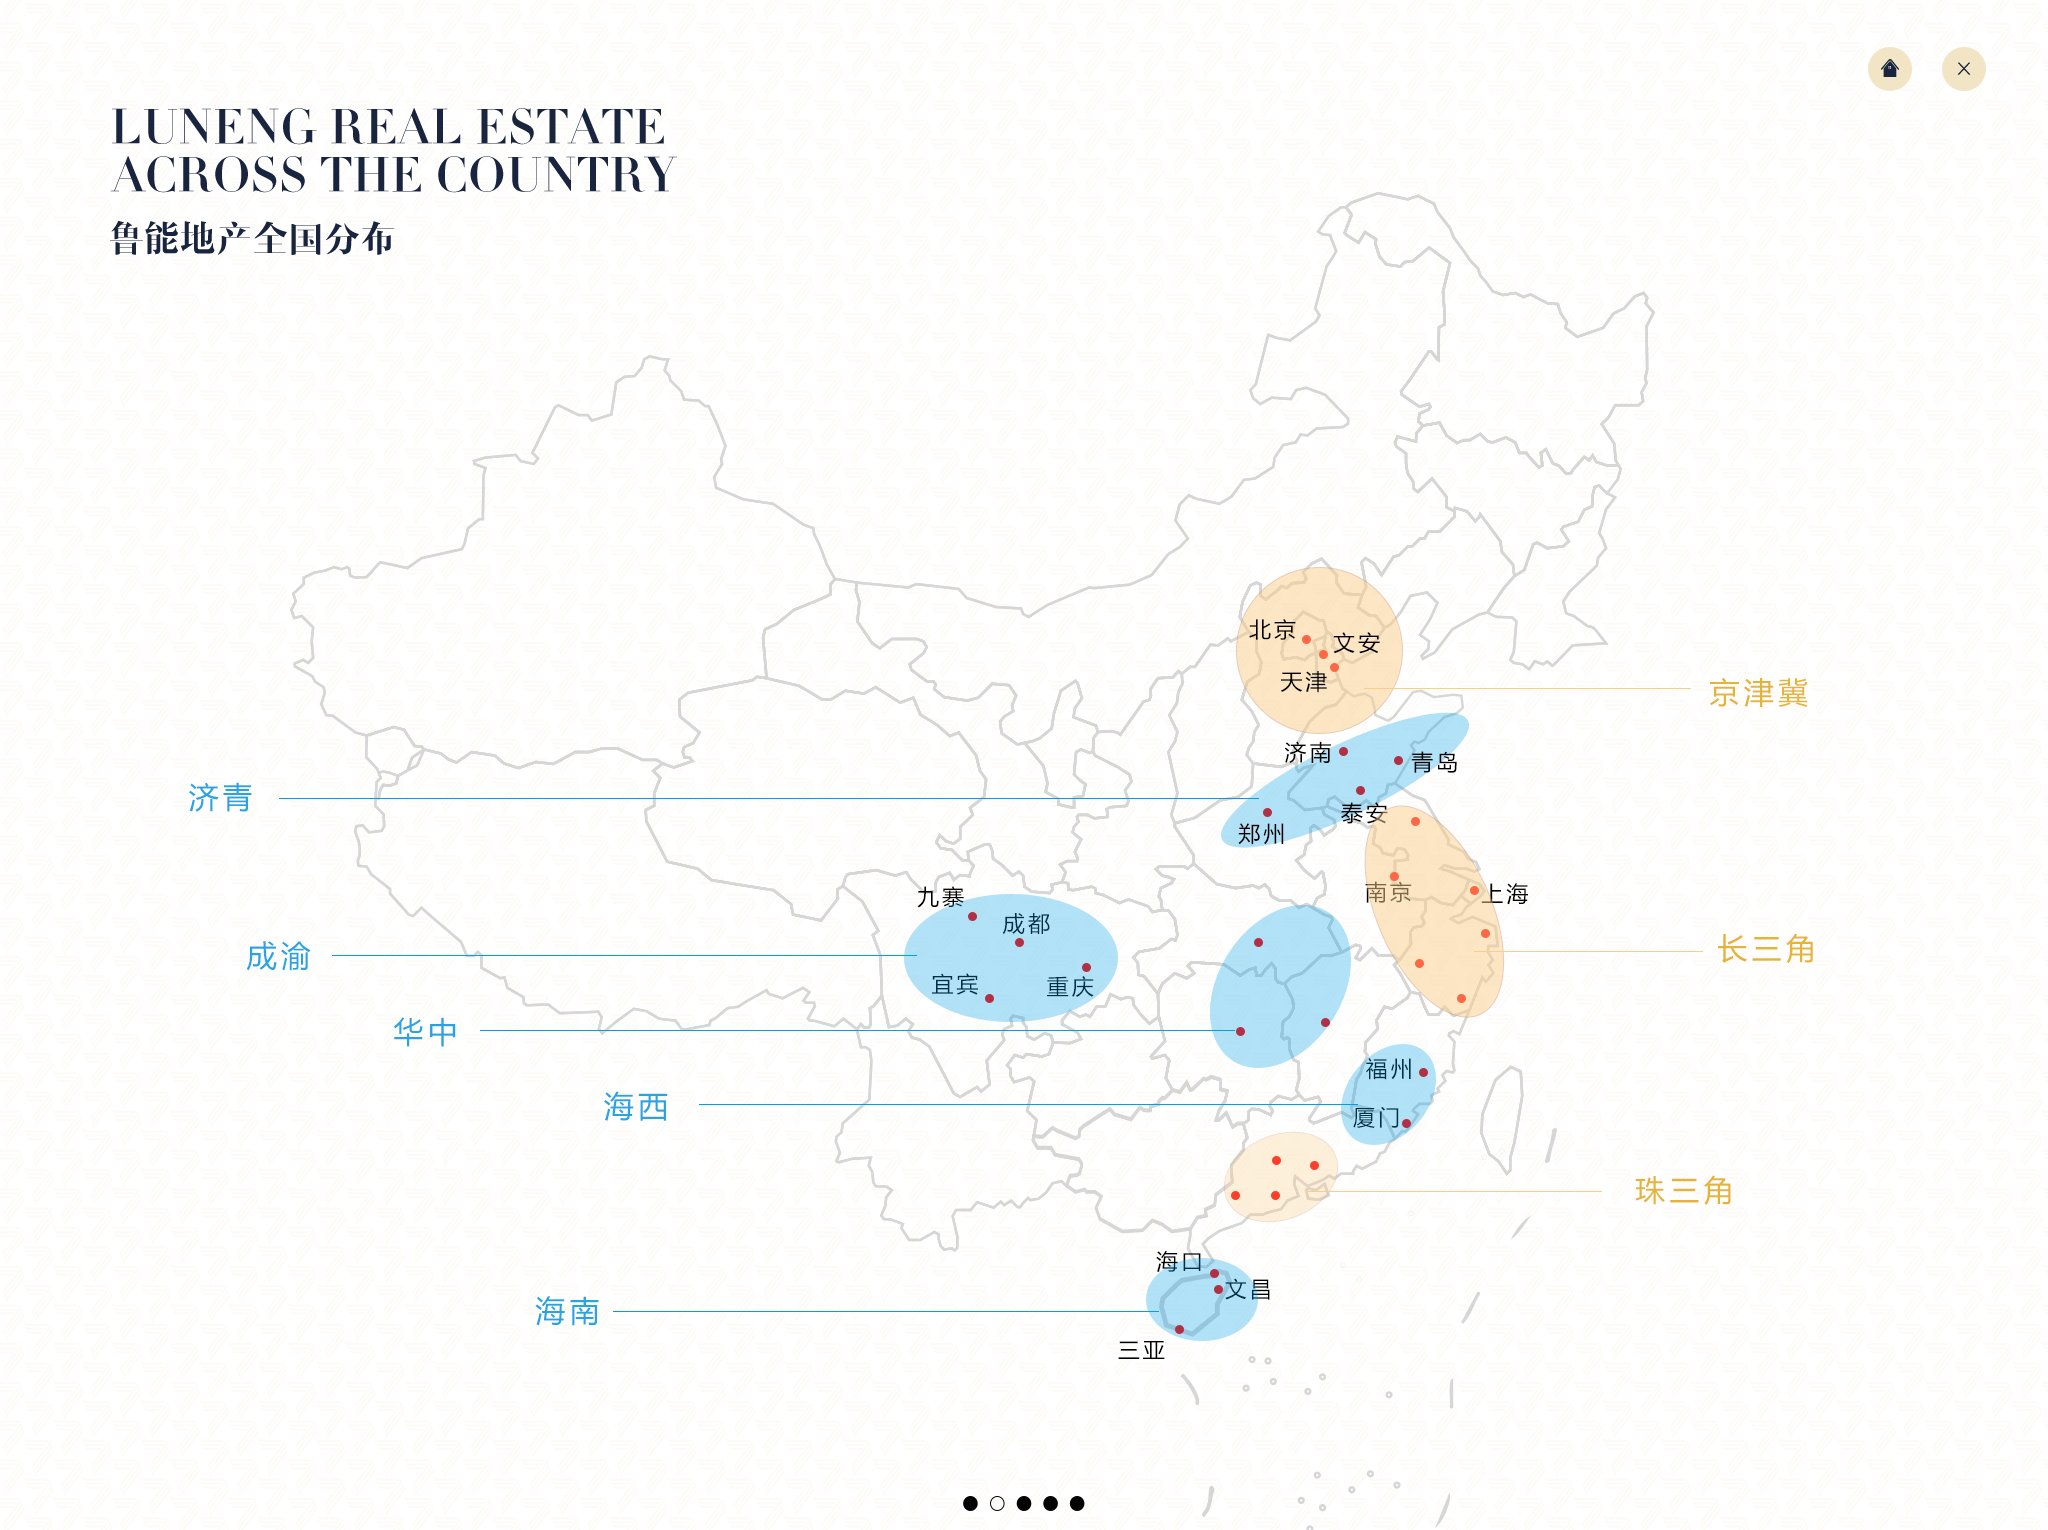 LUNENG REAL ESTATE
ACROSS THE COUNTRY
鲁能地产全国分布
北京
文安
天津
京津冀
济南
青岛
济青
泰安
郑州
南京
上海
九寨
成都
长三角
成渝
宜宾
重庆
华中
福州
海西
厦门
珠三角
海口
文昌
海南
三亚